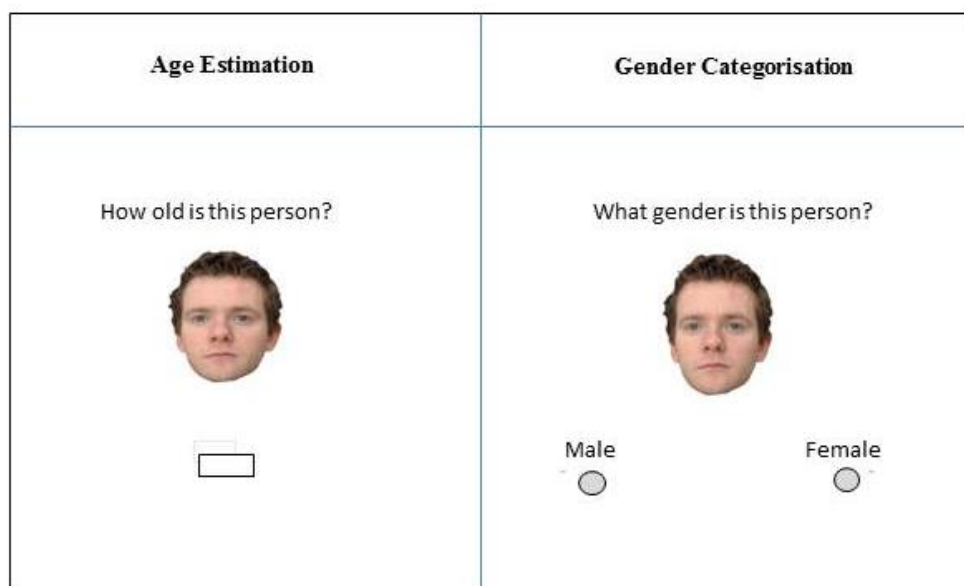 Age Estimation
Gender Categorisation
How old is this person?
What gender is this person?
Male
Female